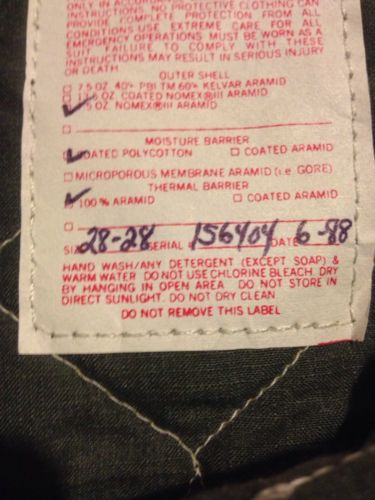 ONLY IN ACCORDANCE
INSTRUCTIONS. NO PROTECTIVE CLOTHING CAN
PROVIDE COMPLETE PROTECTION FROM ALL
CONDITIONS USE EXTREME CARE FOR ALL
EMERGENCY OPERATIONS MUST BE WORN AS A
SUIT. FAILURE TO COMPLY WITH THESE
INSTRUCTIONS MAY RESULT IN SERIOUS INJURY
OR DEATH
OUTER SHELL
7.5 OZ. 40% PBI TM 60% KELVAR ARAMID
OZ. COATED NOMEX®III ARAMID
5 OZ. NOMEX®III ARAMID
MOISTURE BARRIER
COATED POLYCOTTON COATED ARAMID
MICROPOROUS MEMBRANE ARAMID (i.e GORE)
THERMAL BARRIER
100% ARAMID COATED ARAMID
28-28 SERIAL 156404 DATE 6-88
HAND WASH/ANY DETERGENT (EXCEPT SOAP) &
WARM WATER DO NOT USE CHLORINE BLEACH. DRY
BY HANGING IN OPEN AREA. DO NOT STORE IN
DIRECT SUNLIGHT. DO NOT DRY CLEAN.
DO NOT REMOVE THIS LABEL